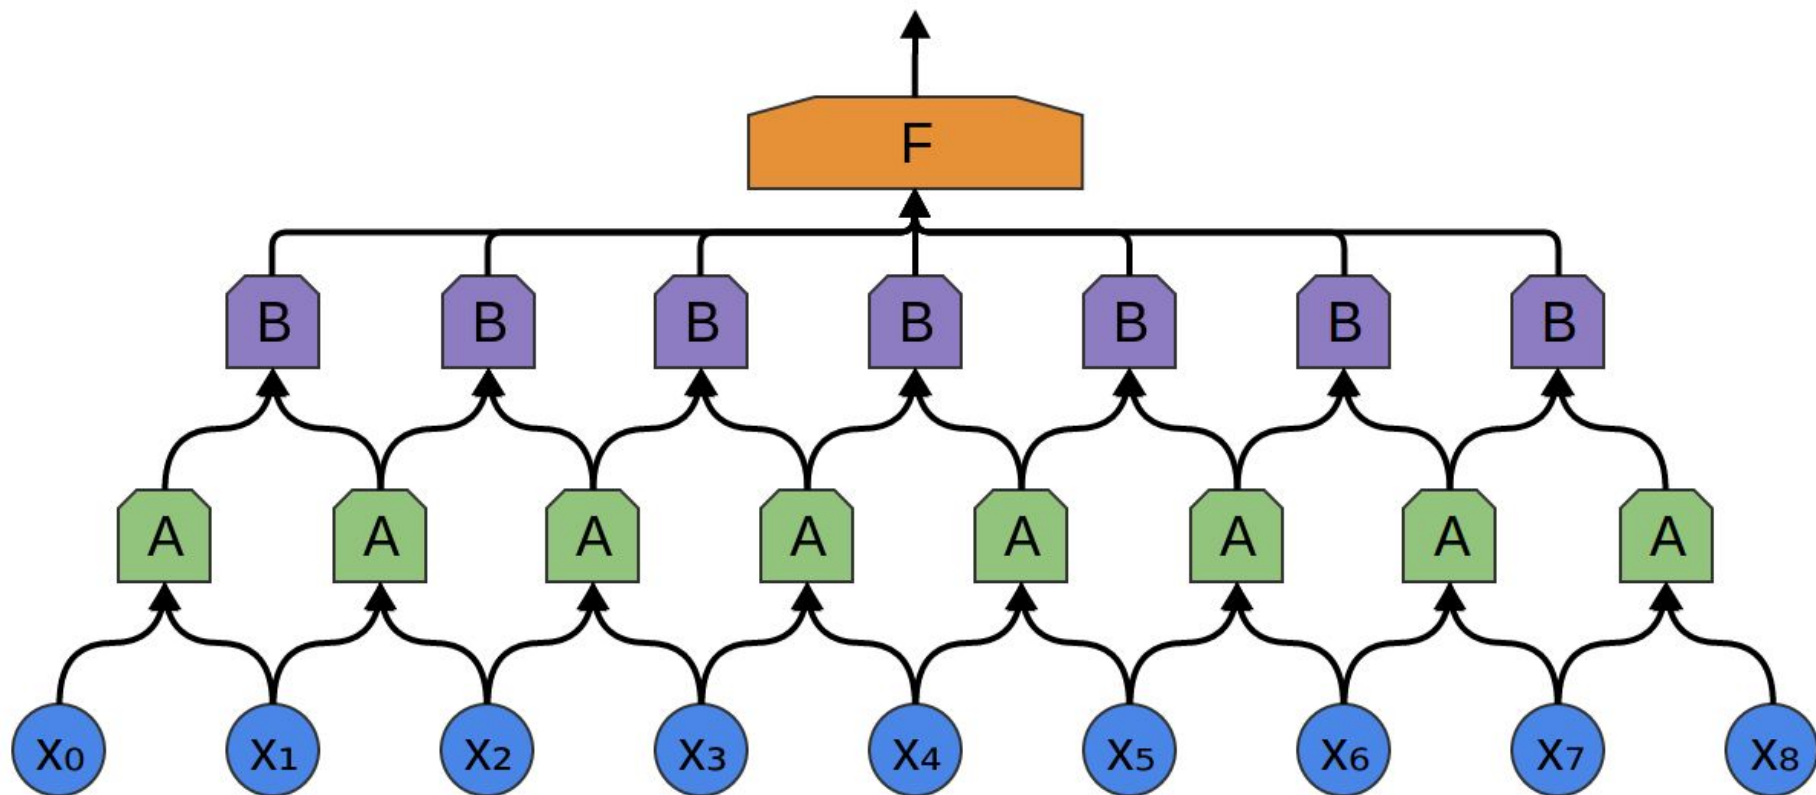 F
B B B B B B B
A A A A A A A A
x₀ x₁ x₂ x₃ x₄ x₅ x₆ x₇ x₈